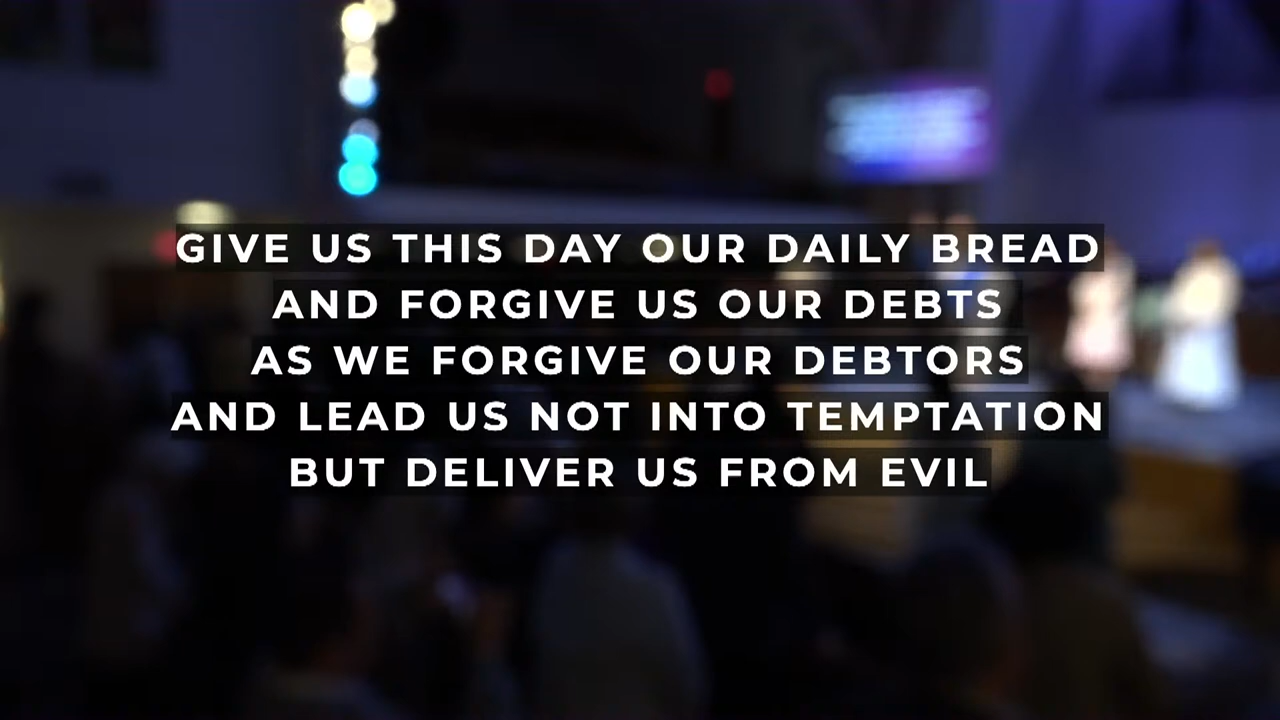 GIVE US THIS DAY OUR DAILY BREAD
AND FORGIVE US OUR DEBTS
AS WE FORGIVE OUR DEBTORS
AND LEAD US NOT INTO TEMPTATION
BUT DELIVER US FROM EVIL